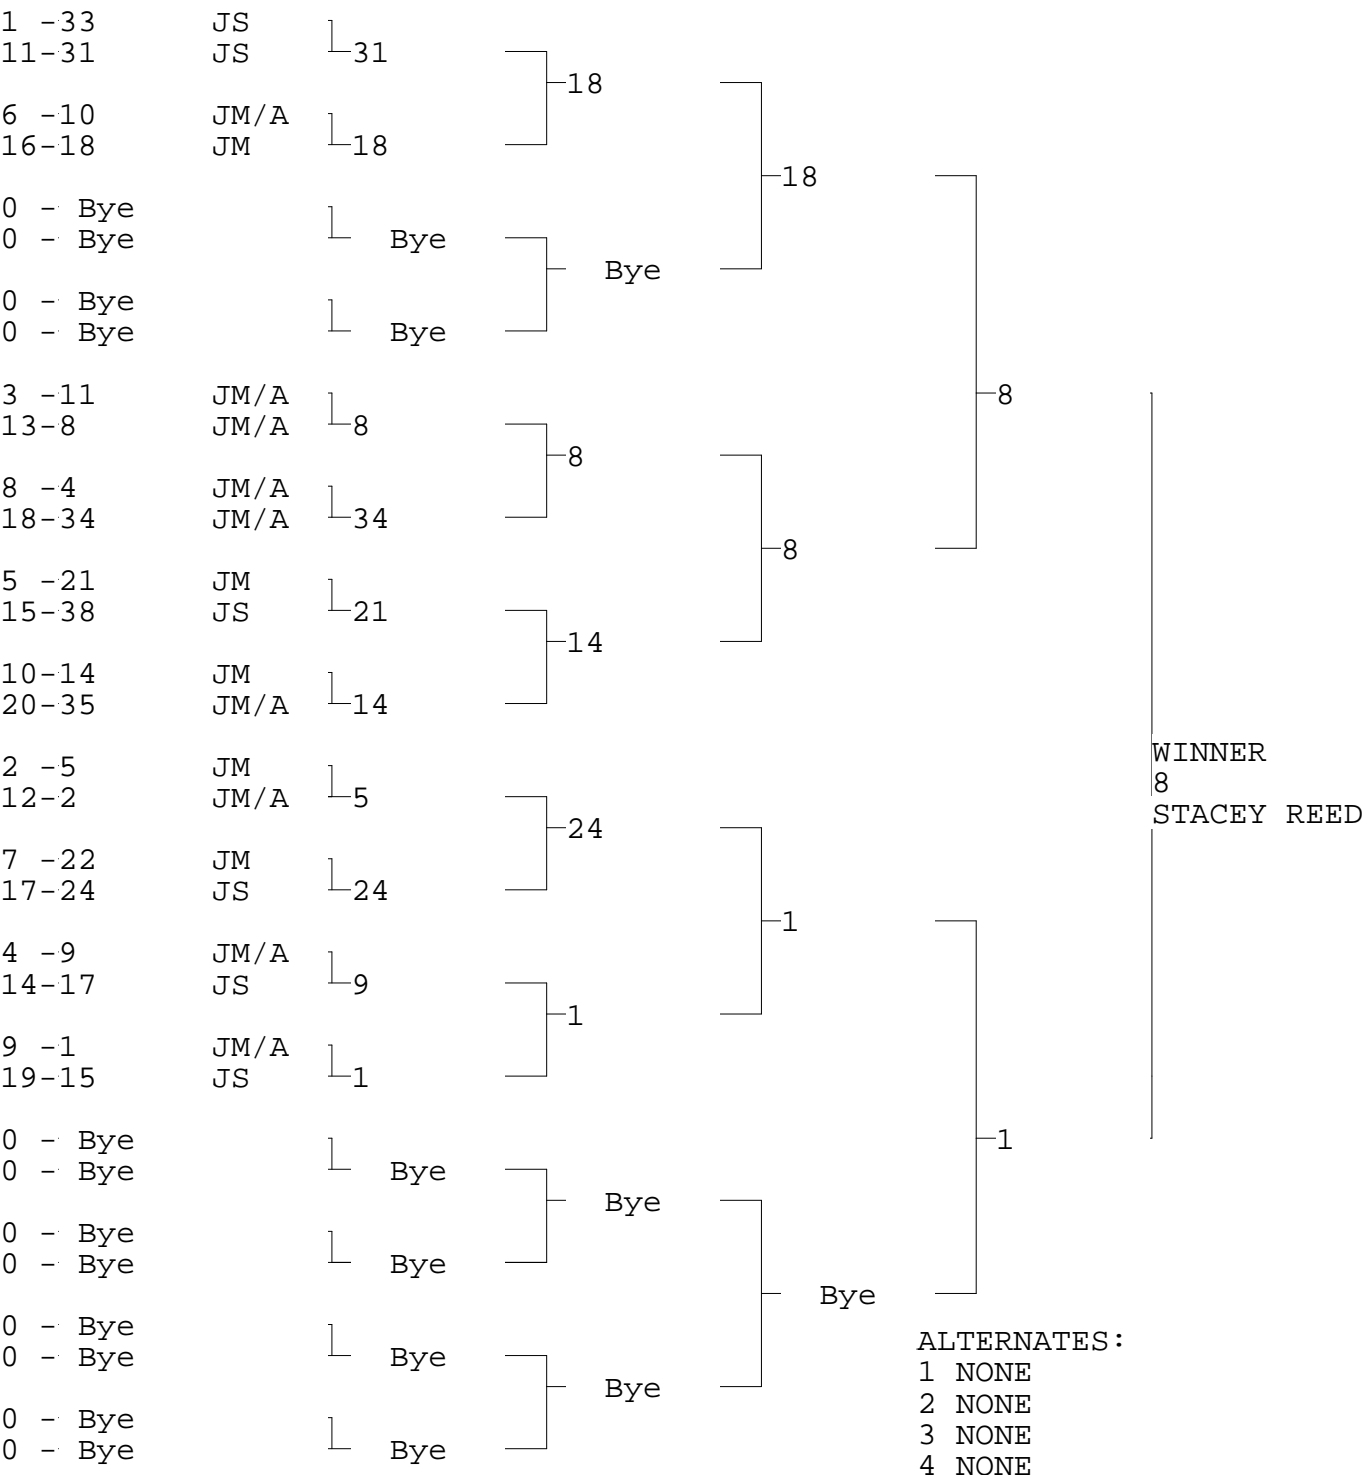 1 -33 JS
11-31 JS 31
18
6 -10 JM/A
16-18 JM 18
18
0 - Bye
0 - Bye Bye
Bye
0 - Bye
0 - Bye Bye
3 -11 JM/A 8
13-8 JM/A 8
8
8 -4 JM/A
18-34 JM/A 34
8
5 -21 JM
15-38 JS 21
14
10-14 JM
20-35 JM/A 14
WINNER
2 -5 JM
8
12-2 JM/A 5
STACEY REED
24
7 -22 JM
17-24 JS 24
1
4 -9 JM/A
14-17 JS 9
1
9 -1 JM/A
19-15 JS 1
0 - Bye 1
0 - Bye Bye
Bye
0 - Bye
0 - Bye Bye
Bye
0 - Bye
ALTERNATES:
0 - Bye Bye
1 NONE
Bye
2 NONE
0 - Bye
3 NONE
0 - Bye Bye
4 NONE